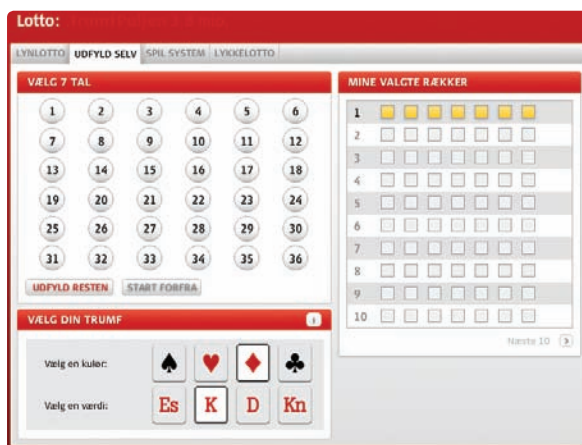 Lotto:
LYNLOTTO UDFYLD SELV SPIL SYSTEM LYKKELOTTO
VÆLG 7 TAL
1 2 3 4 5 6
7 8 9 10 11 12
13 14 15 16 17 18
19 20 21 22 23 24
25 26 27 28 29 30
31 32 33 34 35 36
UDFYLD RESTEN START FORFRA
VÆLG DIN TRUMF i
Vælg en kulør:
Vælg en værdi: Es K D Kn
MINE VALGTE RÆKKER
1
2
3
4
5
6
7
8
9
10
Næste 10